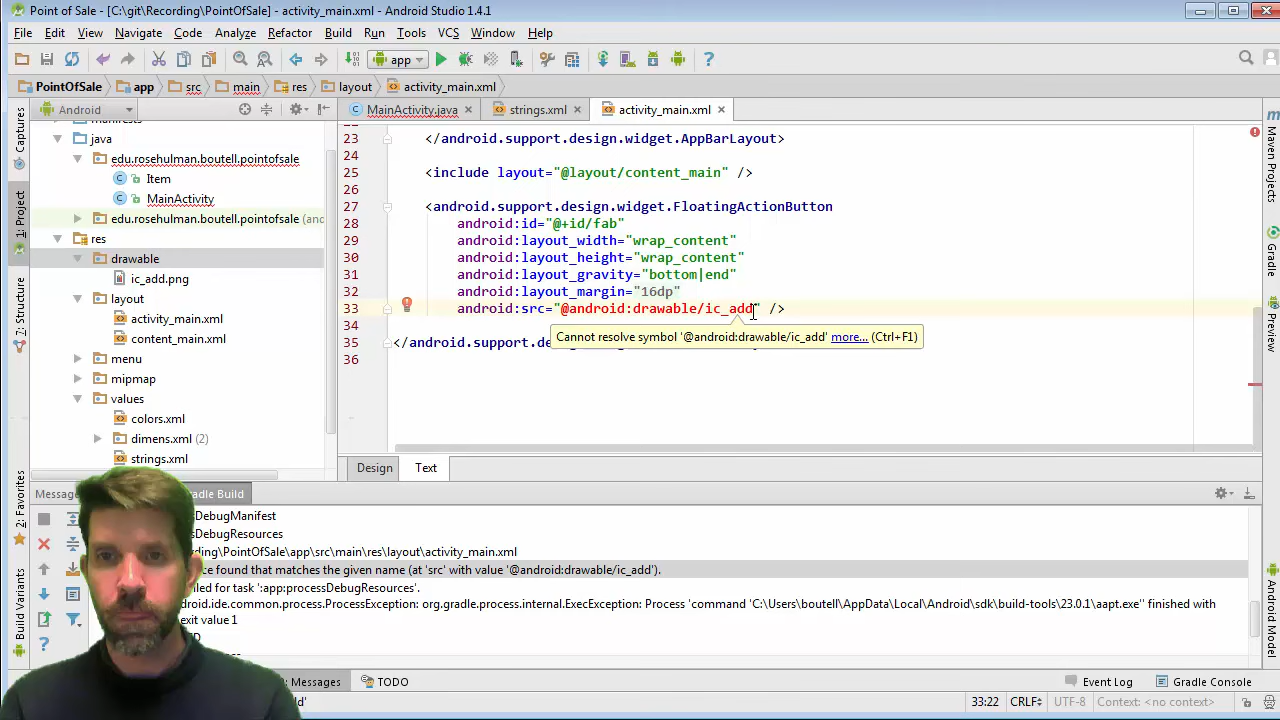 Point of Sale - [C:\git\Recording\PointOfSale] - activity_main.xml - Android Studio 1.4.1
File Edit View Navigate Code Analyze Refactor Build Run Tools VCS Window Help
app
PointOfSale app src main res layout activity_main.xml
Android
MainActivity.java strings.xml activity_main.xml
Captures
1: Project
7: Structure
2: Favorites
Build Variants
manifests
java
edu.rosehulman.boutell.pointofsale
Item
MainActivity
edu.rosehulman.boutell.pointofsale (and
res
drawable
ic_add.png
layout
activity_main.xml
content_main.xml
menu
mipmap
values
colors.xml
dimens.xml (2)
strings.xml
23 </android.support.design.widget.AppBarLayout>
24
25 <include layout="@layout/content_main" />
26
27 <android.support.design.widget.FloatingActionButton
28 android:id="@+id/fab"
29 android:layout_width="wrap_content"
30 android:layout_height="wrap_content"
31 android:layout_gravity="bottom|end"
32 android:layout_margin="16dp"
33 android:src="@android:drawable/ic_add" />
34
Cannot resolve symbol '@android:drawable/ic_add' more... (Ctrl+F1)
35 </android.support.des
36
Design Text
Maven Projects
Gradle
Preview
Android Model
Messag adle Build
sDebugManifest
sDebugResources
rding\PointOfSale\app\src\main\res\layout\activity_main.xml
e found that matches the given name (at 'src' with value '@android:drawable/ic_add').
iled for task ':app:processDebugResources'.
droid.ide.common.process.ProcessException: org.gradle.process.internal.ExecException: Process 'command 'C:\Users\boutell\AppData\Local\Android\sdk\build-tools\23.0.1\aapt.exe'' finished with
exit value 1
Messages TODO Event Log Gradle Console
33:22 CRLF UTF-8 Context: <no context>